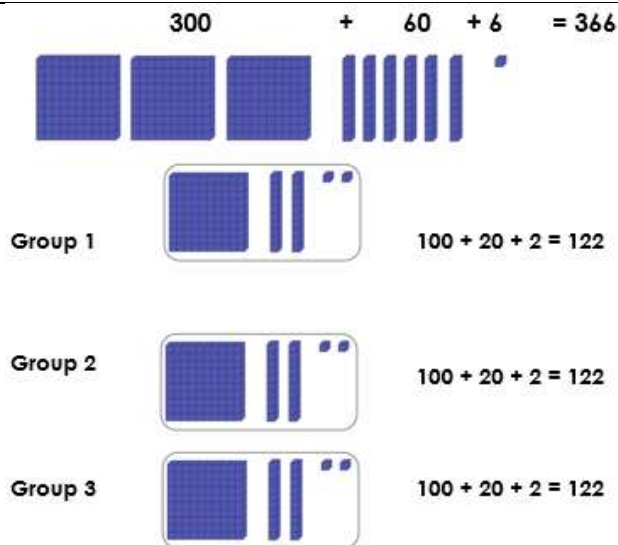 300 + 60 + 6 = 366
Group 1 100 + 20 + 2 = 122
Group 2 100 + 20 + 2 = 122
Group 3 100 + 20 + 2 = 122